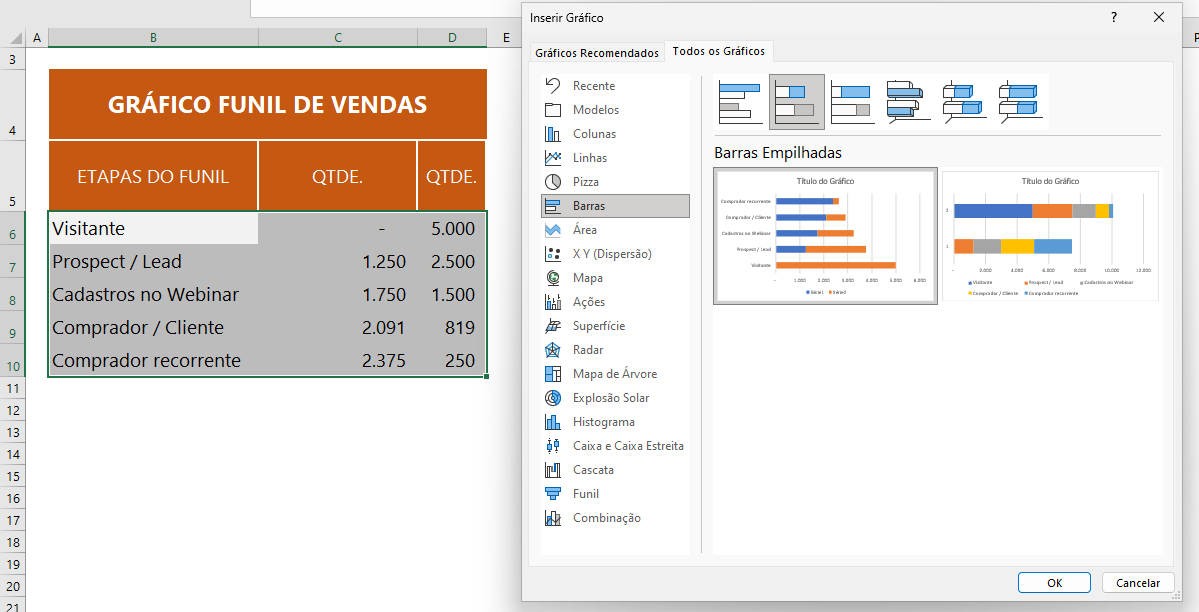 Inserir Gráfico
?
Gráficos Recomendados
Todos os Gráficos
A B C D E
3
4
GRÁFICO FUNIL DE VENDAS
5
ETAPAS DO FUNIL QTDE. QTDE.
6 Visitante - 5.000
7 Prospect / Lead 1.250 2.500
8 Cadastros no Webinar 1.750 1.500
9 Comprador / Cliente 2.091 819
10 Comprador recorrente 2.375 250
11
12
13
14
15
16
17
18
19
20
21
Recente
Modelos
Colunas
Linhas
Pizza
Barras
Área
X Y (Dispersão)
Mapa
Ações
Superfície
Radar
Mapa de Árvore
Explosão Solar
Histograma
Caixa e Caixa Estreita
Cascata
Funil
Combinação
Barras Empilhadas
Título do Gráfico
Comprador recorrente
Comprador / Cliente
Cadastros no Webinar
Prospect / Lead
Visitante
- 1.000 2.000 3.000 4.000 5.000 6.000
Título do Gráfico
- 2.000 4.000 6.000 8.000 10.000 12.000
Visitante Prospect / Lead Cadastros no Webinar
Comprador / Cliente Comprador recorrente
OK
Cancelar